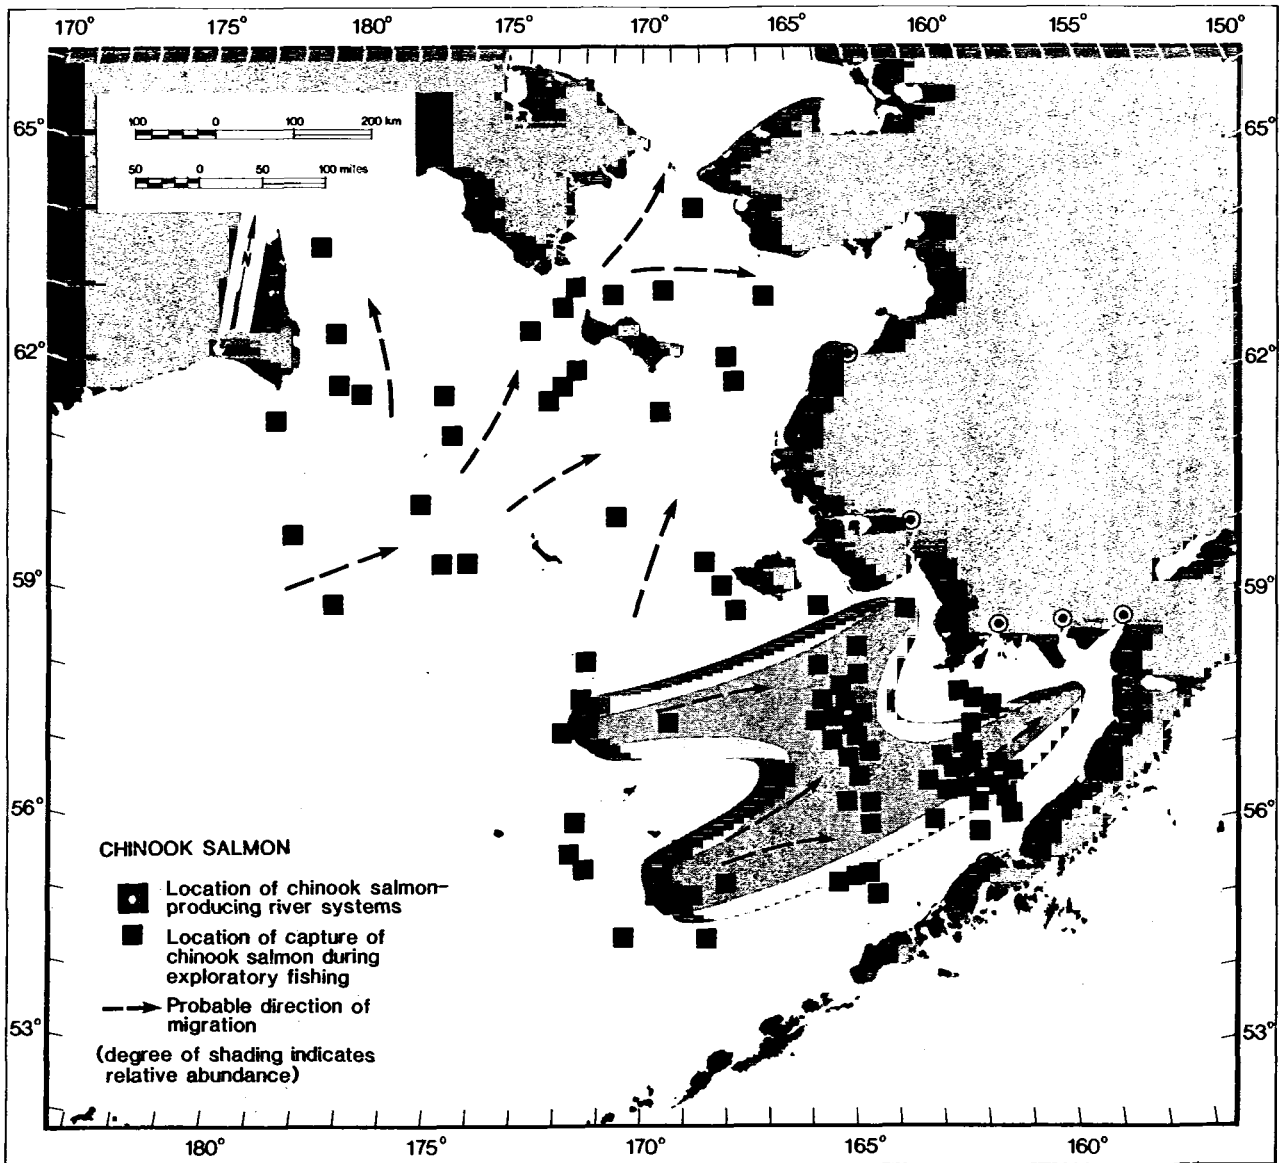 170° 180° 175° 170° 165° 160° 155° 150°
100 0 100 200 km
50 0 50 100 miles
65° 65°
N
62° 62°
59° 59°
56° 56°
CHINOOK SALMON
Location of chinook salmon-
producing river systems
Location of capture of
chinook salmon during
exploratory fishing
Probable direction of
migration
(degree of shading indicates
relative abundance)
53° 53°
180° 175° 170° 165° 160°